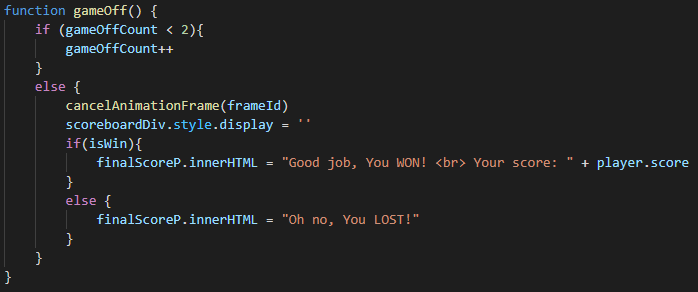 function gameOff() {
    if (gameOffCount < 2){
        gameOffCount++
    }
    else {
        cancelAnimationFrame(frameId)
        scoreboardDiv.style.display = ''
        if(isWin){
            finalScoreP.innerHTML = "Good job, You WON! <br> Your score: " + player.score
        }
        else {
            finalScoreP.innerHTML = "Oh no, You LOST!"
        }
    }
}